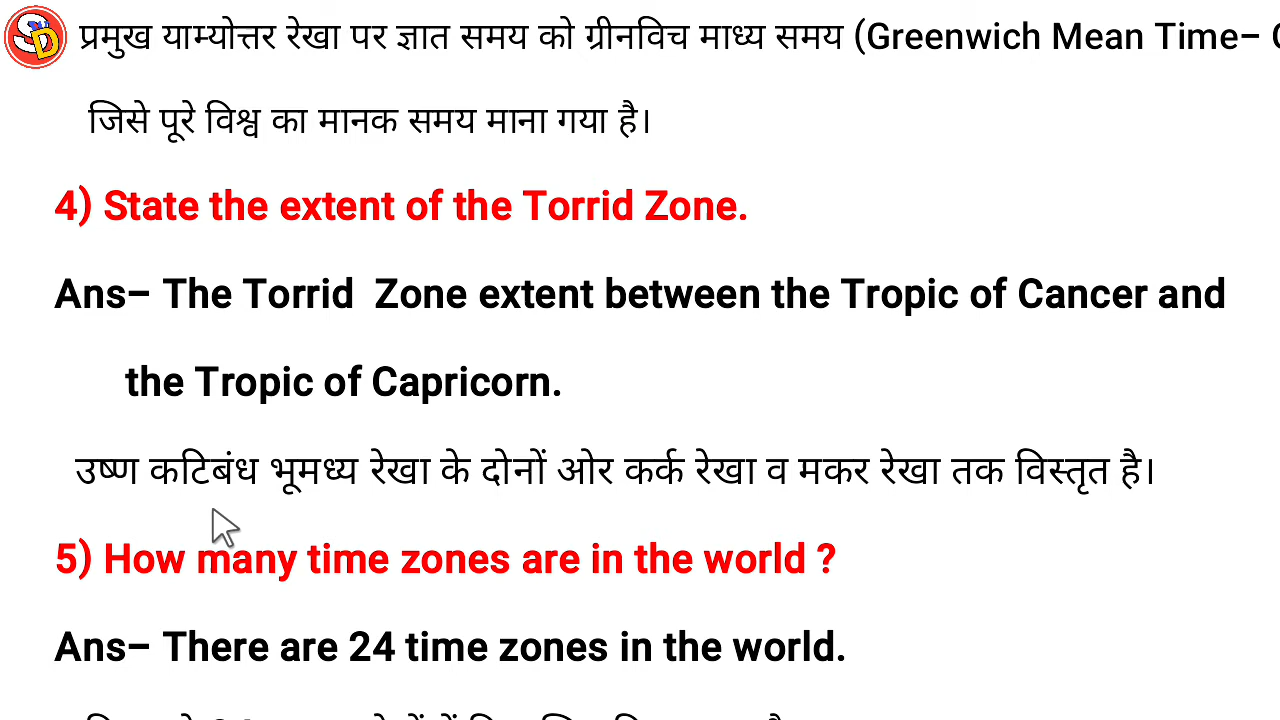 SD
प्रमुख याम्योत्तर रेखा पर ज्ञात समय को ग्रीनविच माध्य समय (Greenwich Mean Time–
जिसे पूरे विश्व का मानक समय माना गया है।
4) State the extent of the Torrid Zone.
Ans– The Torrid Zone extent between the Tropic of Cancer and
the Tropic of Capricorn.
उष्ण कटिबंध भूमध्य रेखा के दोनों ओर कर्क रेखा व मकर रेखा तक विस्तृत है।
5) How many time zones are in the world ?
Ans– There are 24 time zones in the world.